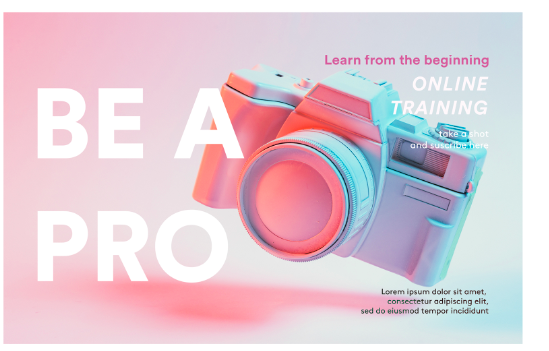 BE A
PRO
Learn from the beginning
ONLINE
TRAINING
take a shot
and suscribe here
Lorem ipsum dolor sit amet,
consectetur adipiscing elit,
sed do eiusmod tempor incididunt